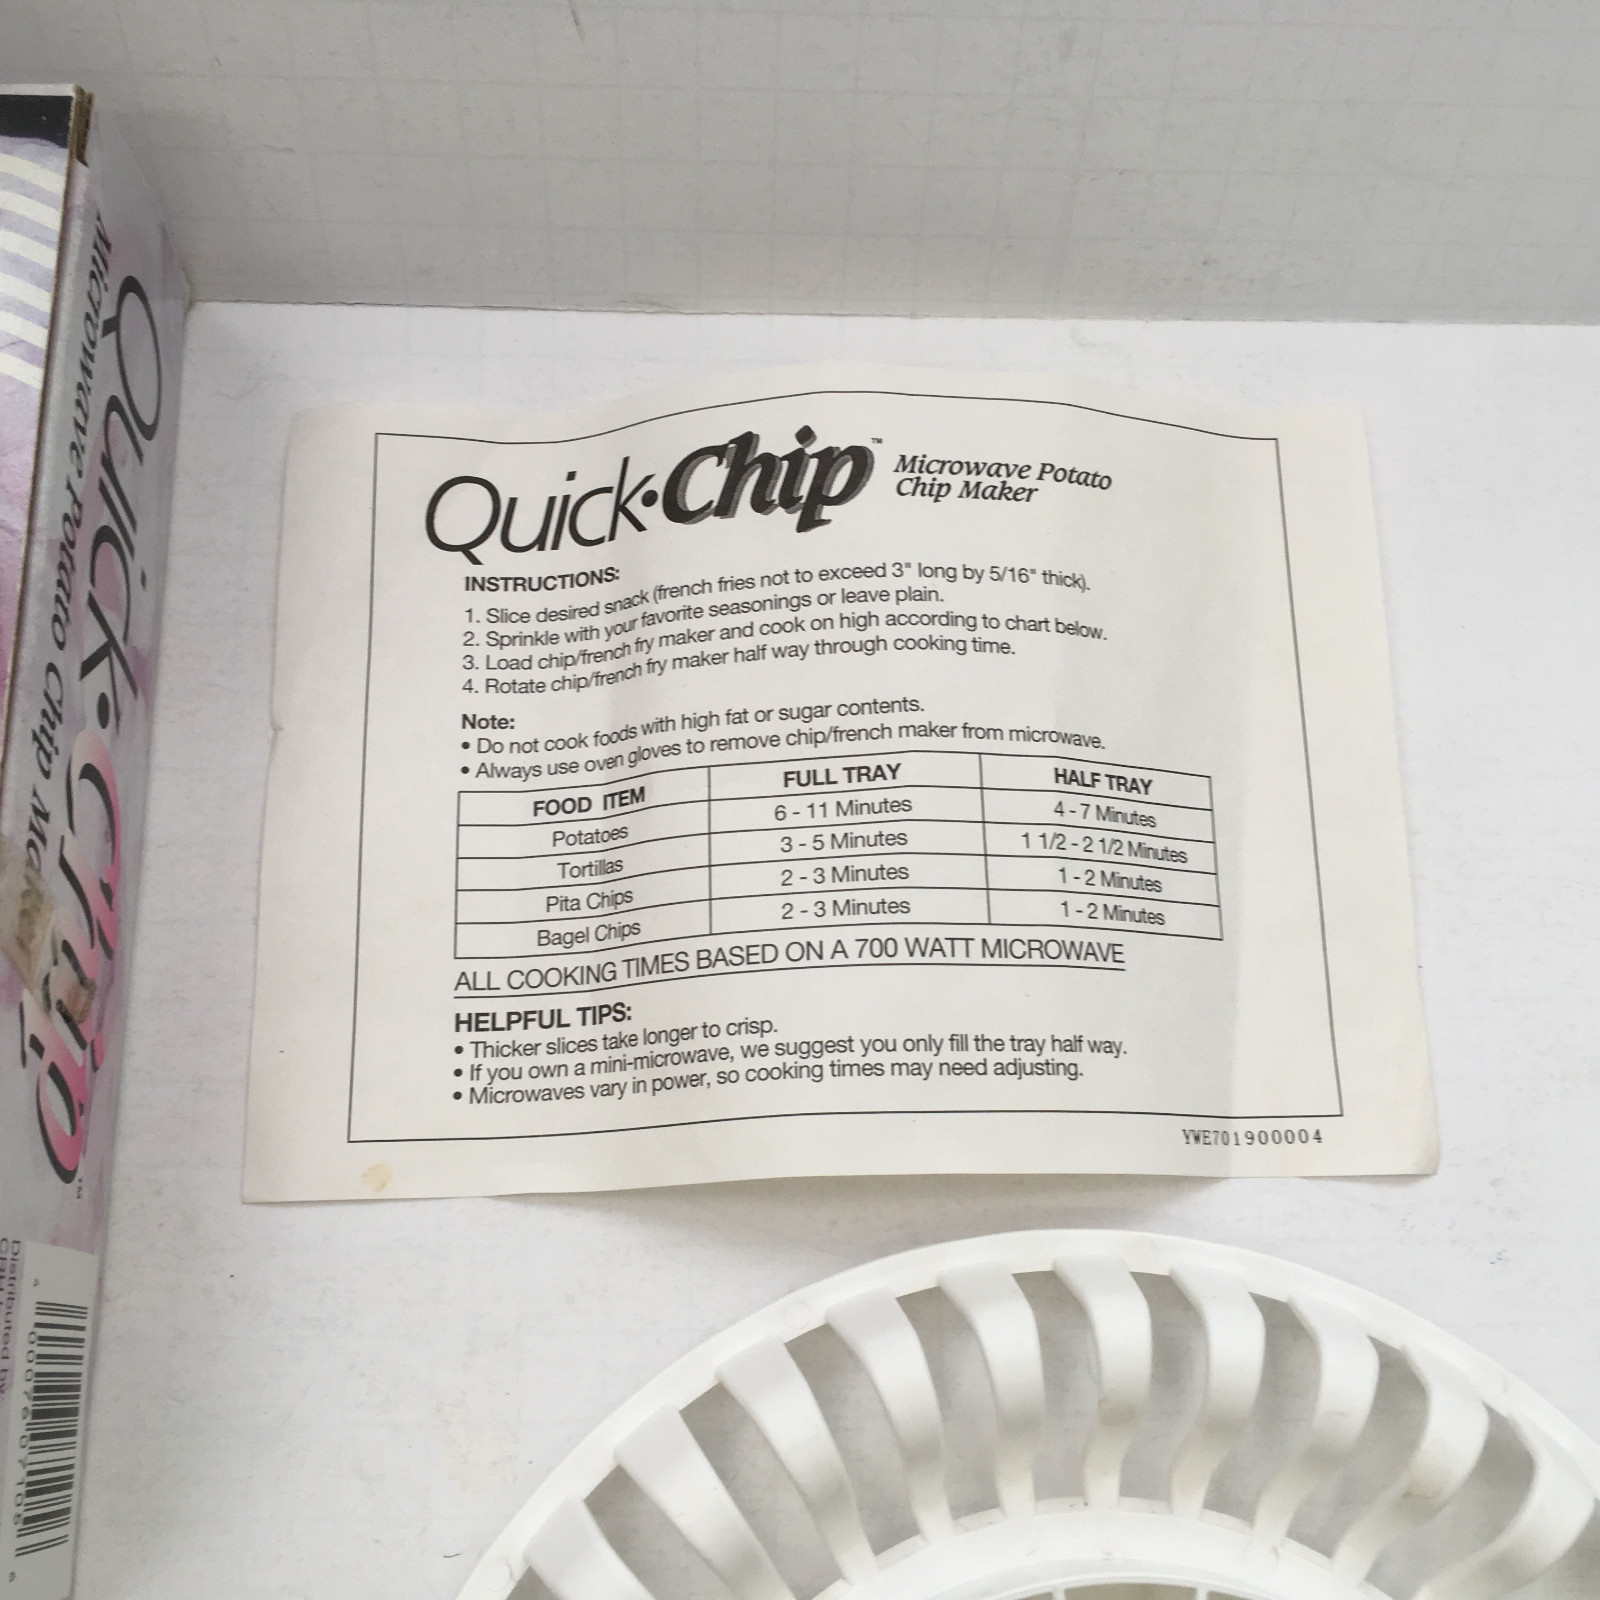 Quick•Chip™ Microwave Potato
Chip Maker
INSTRUCTIONS:
1. Slice desired snack (french fries not to exceed 3" long by 5/16" thick).
2. Sprinkle with your favorite seasonings or leave plain.
3. Load chip/french fry maker and cook on high according to chart below.
4. Rotate chip/french fry maker half way through cooking time.
Note:
• Do not cook foods with high fat or sugar contents.
• Always use oven gloves to remove chip/french maker from microwave.
FOOD ITEM FULL TRAY HALF TRAY
Potatoes 6 - 11 Minutes 4 - 7 Minutes
Tortillas 3 - 5 Minutes 1 1/2 - 2 1/2 Minutes
Pita Chips 2 - 3 Minutes 1 - 2 Minutes
Bagel Chips 2 - 3 Minutes 1 - 2 Minutes
ALL COOKING TIMES BASED ON A 700 WATT MICROWAVE
HELPFUL TIPS:
• Thicker slices take longer to crisp.
• If you own a mini-microwave, we suggest you only fill the tray half way.
• Microwaves vary in power, so cooking times may need adjusting.
YWE701900004
Quick•Chip™
Microwave Potato Chip
Distributed by: